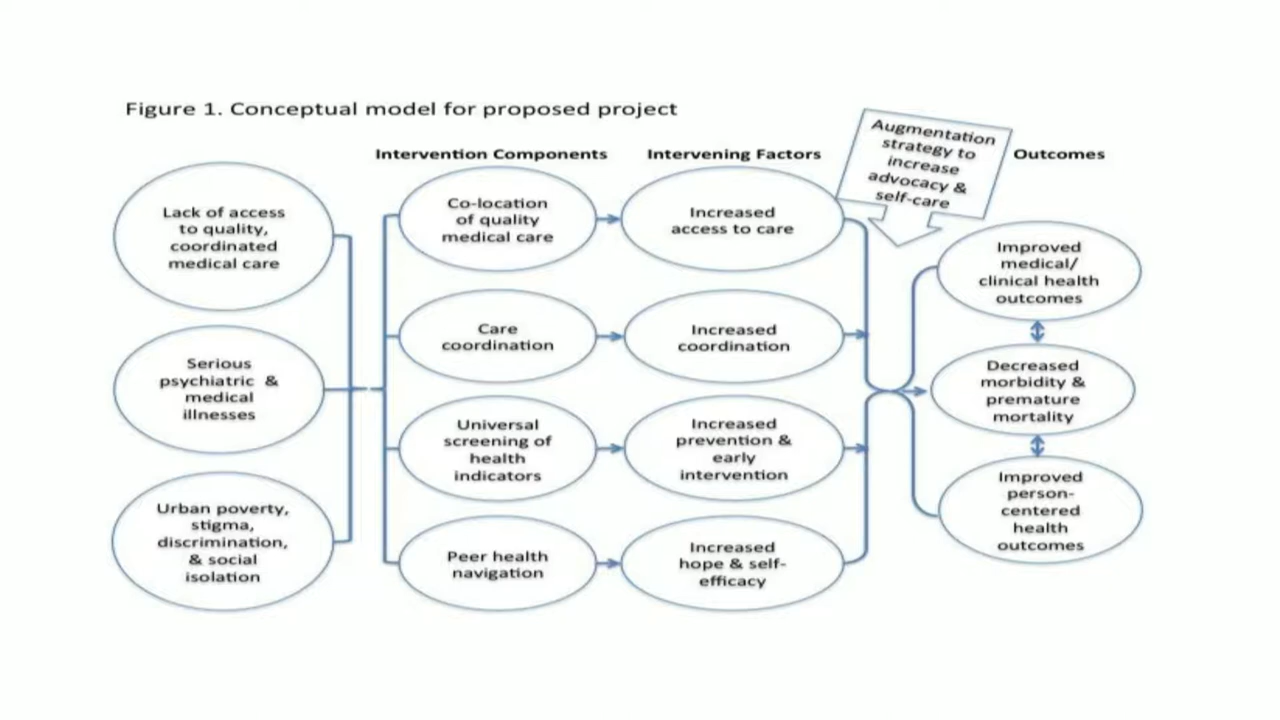 Figure 1. Conceptual model for proposed project
Intervention Components
Intervening Factors
Augmentation
strategy to
increase
advocacy &
self-care
Outcomes
Lack of access
to quality,
coordinated
medical care
Serious
psychiatric &
medical
illnesses
Urban poverty,
stigma,
discrimination,
& social
isolation
Co-location
of quality
medical care
Care
coordination
Universal
screening of
health
indicators
Peer health
navigation
Increased
access to care
Increased
coordination
Increased
prevention &
early
intervention
Increased
hope & self-
efficacy
Improved
medical/
clinical health
outcomes
Decreased
morbidity &
premature
mortality
Improved
person-
centered
health
outcomes